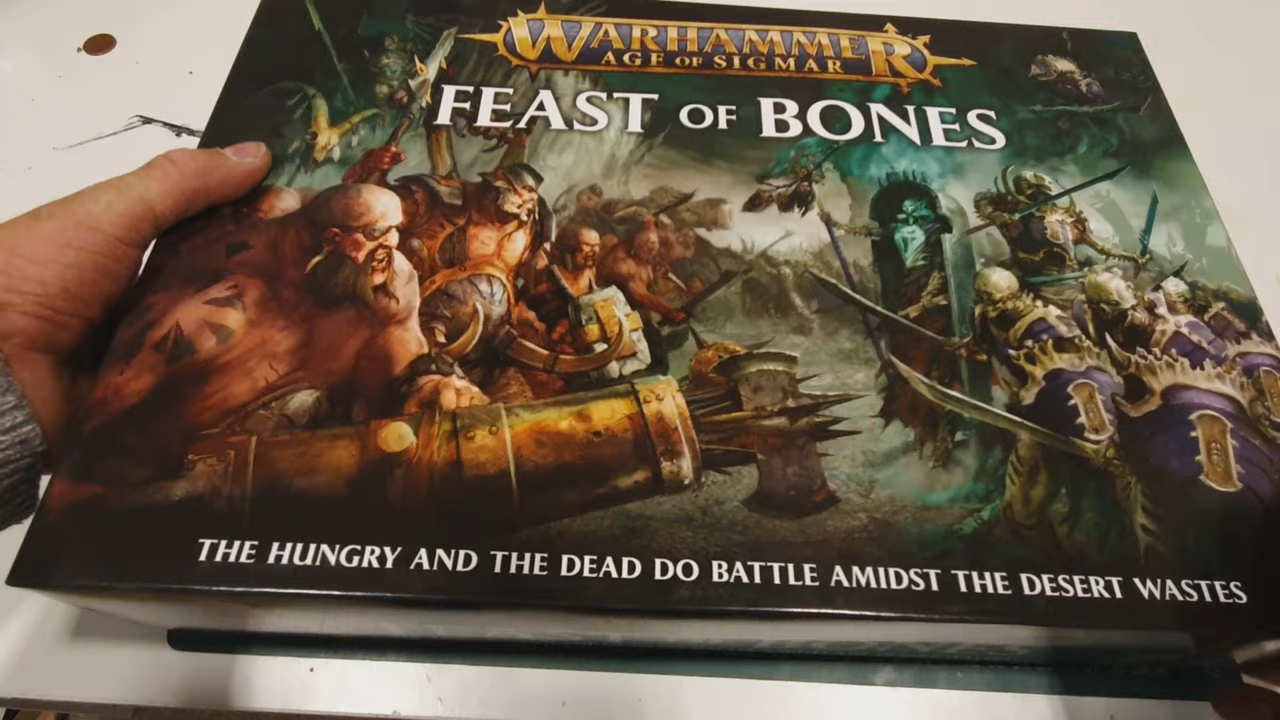 WARHAMMER
AGE OF SIGMAR
FEAST OF BONES
THE HUNGRY AND THE DEAD DO BATTLE AMIDST THE DESERT WASTES